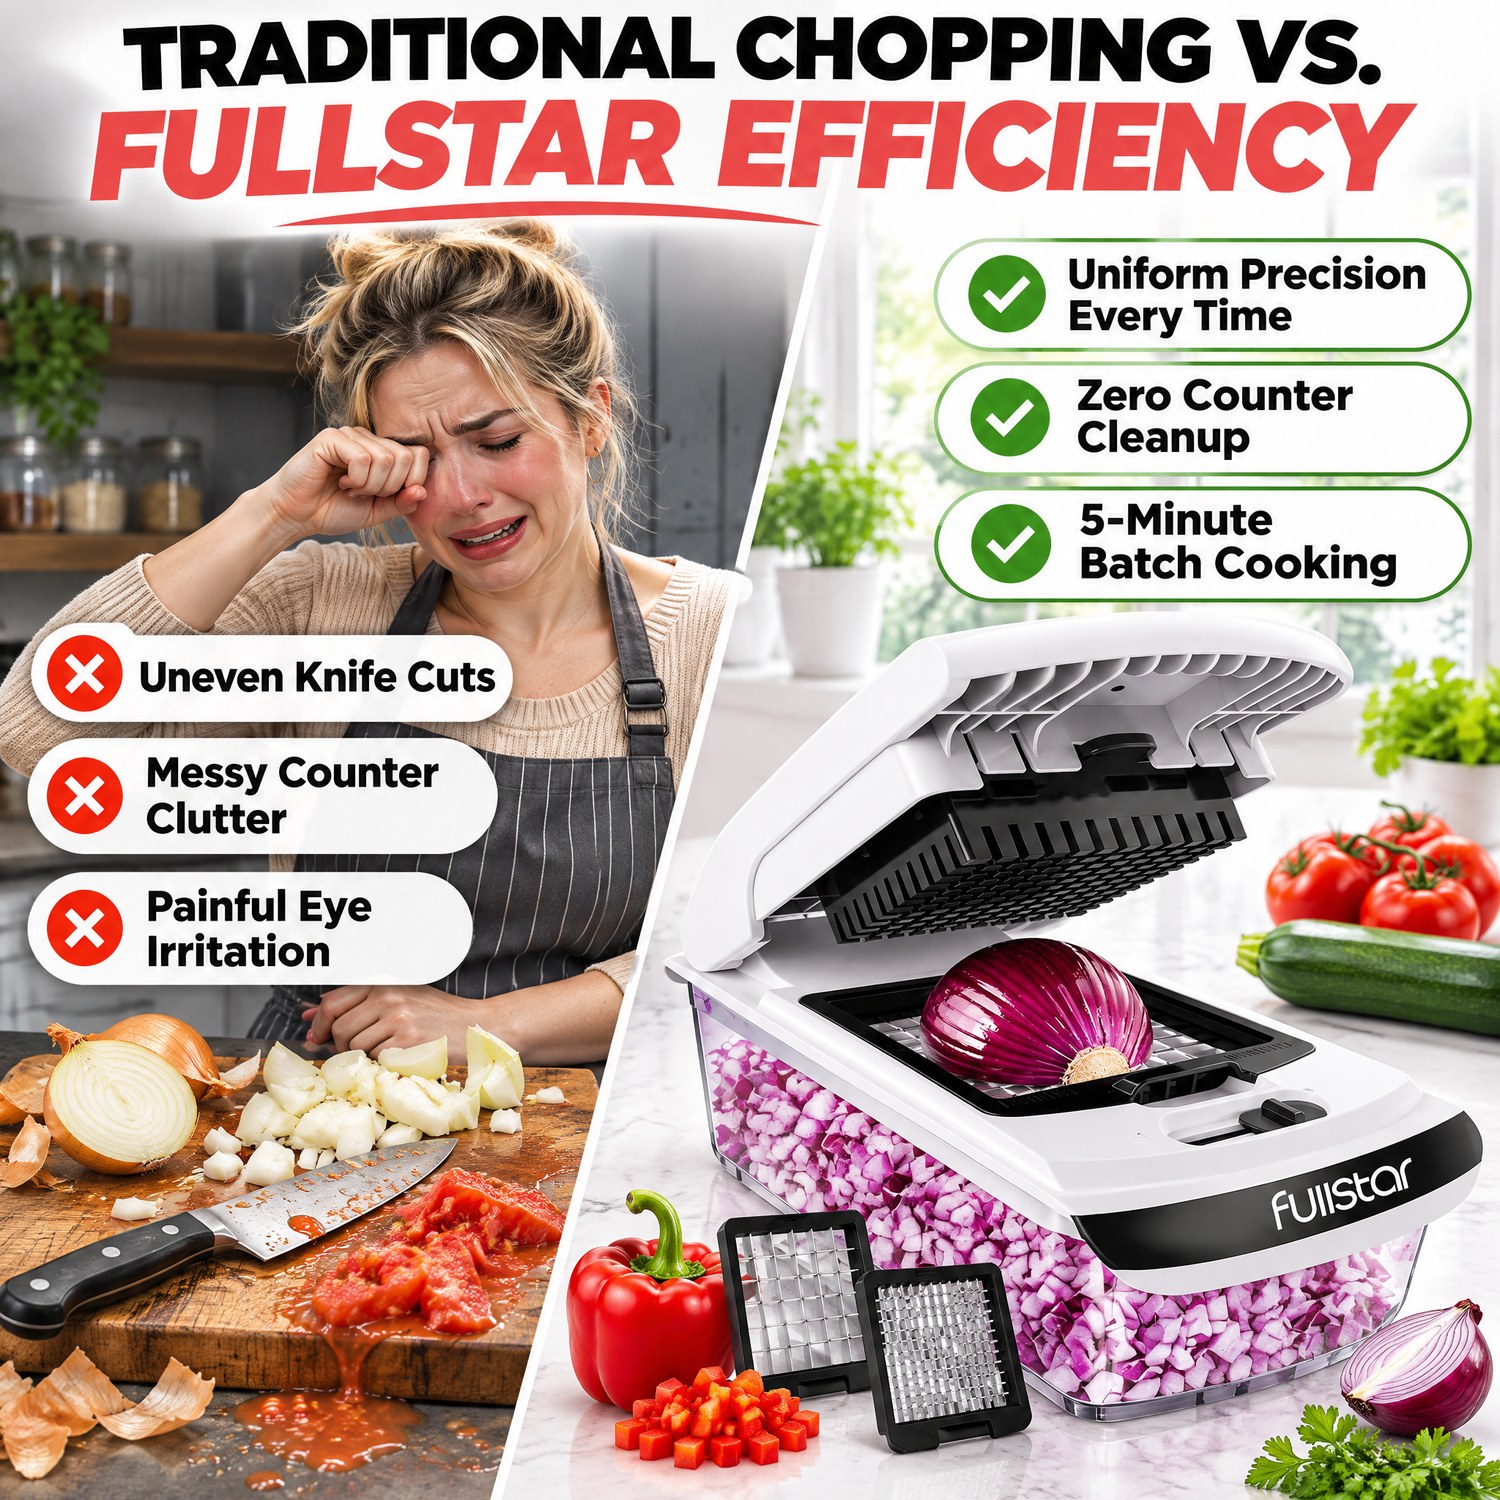 TRADITIONAL CHOPPING VS.
FULLSTAR EFFICIENCY
Uneven Knife Cuts
Messy Counter
Clutter
Painful Eye
Irritation
Uniform Precision
Every Time
Zero Counter
Cleanup
5-Minute
Batch Cooking
fullstar